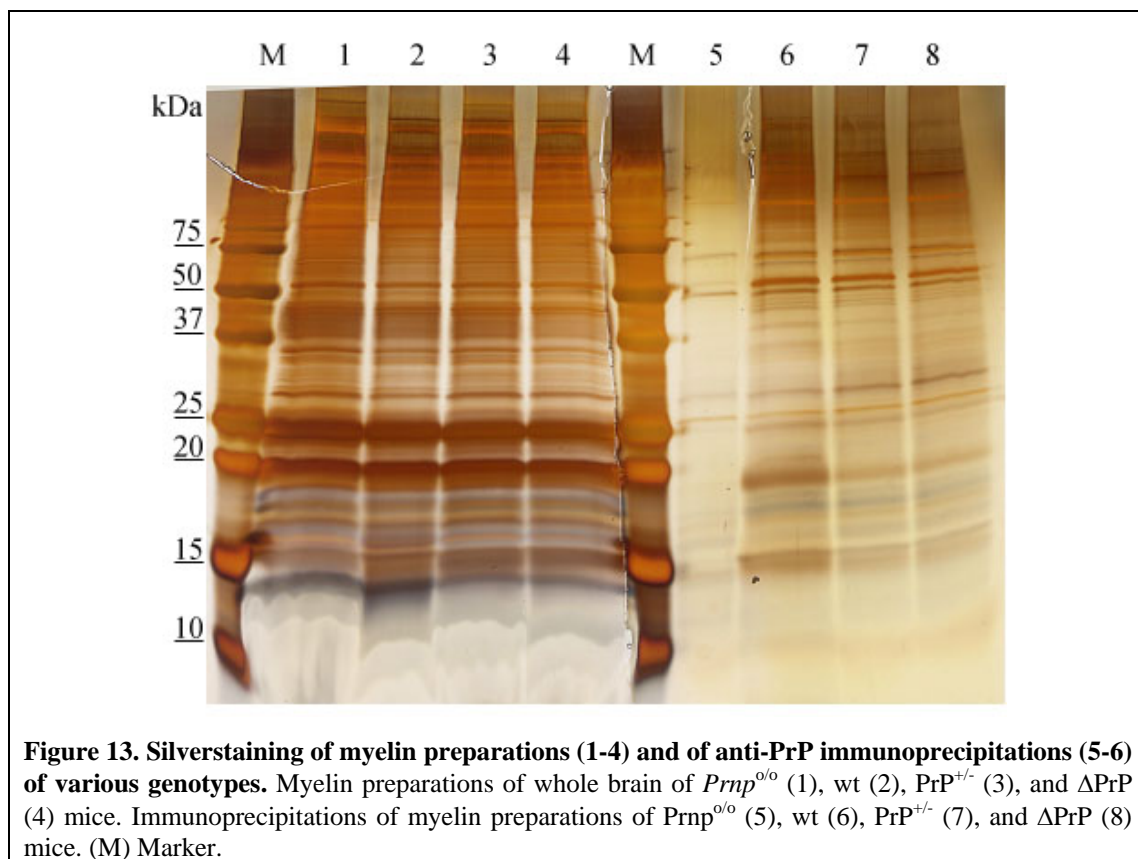 M 1 2 3 4 M 5 6 7 8
kDa
75
50
37
25
20
15
10
Figure 13. Silverstaining of myelin preparations (1-4) and of anti-PrP immunoprecipitations (5-6)
of various genotypes. Myelin preparations of whole brain of Prnp^o/o (1), wt (2), PrP^+/- (3), and ΔPrP
(4) mice. Immunoprecipitations of myelin preparations of Prnp^o/o (5), wt (6), PrP^+/- (7), and ΔPrP (8)
mice. (M) Marker.